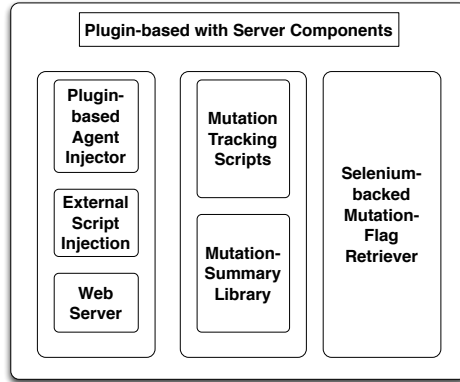 Plugin-based with Server Components
Plugin-
based
Agent
Injector
External
Script
Injection
Web
Server
Mutation
Tracking
Scripts
Mutation-
Summary
Library
Selenium-
backed
Mutation-
Flag
Retriever